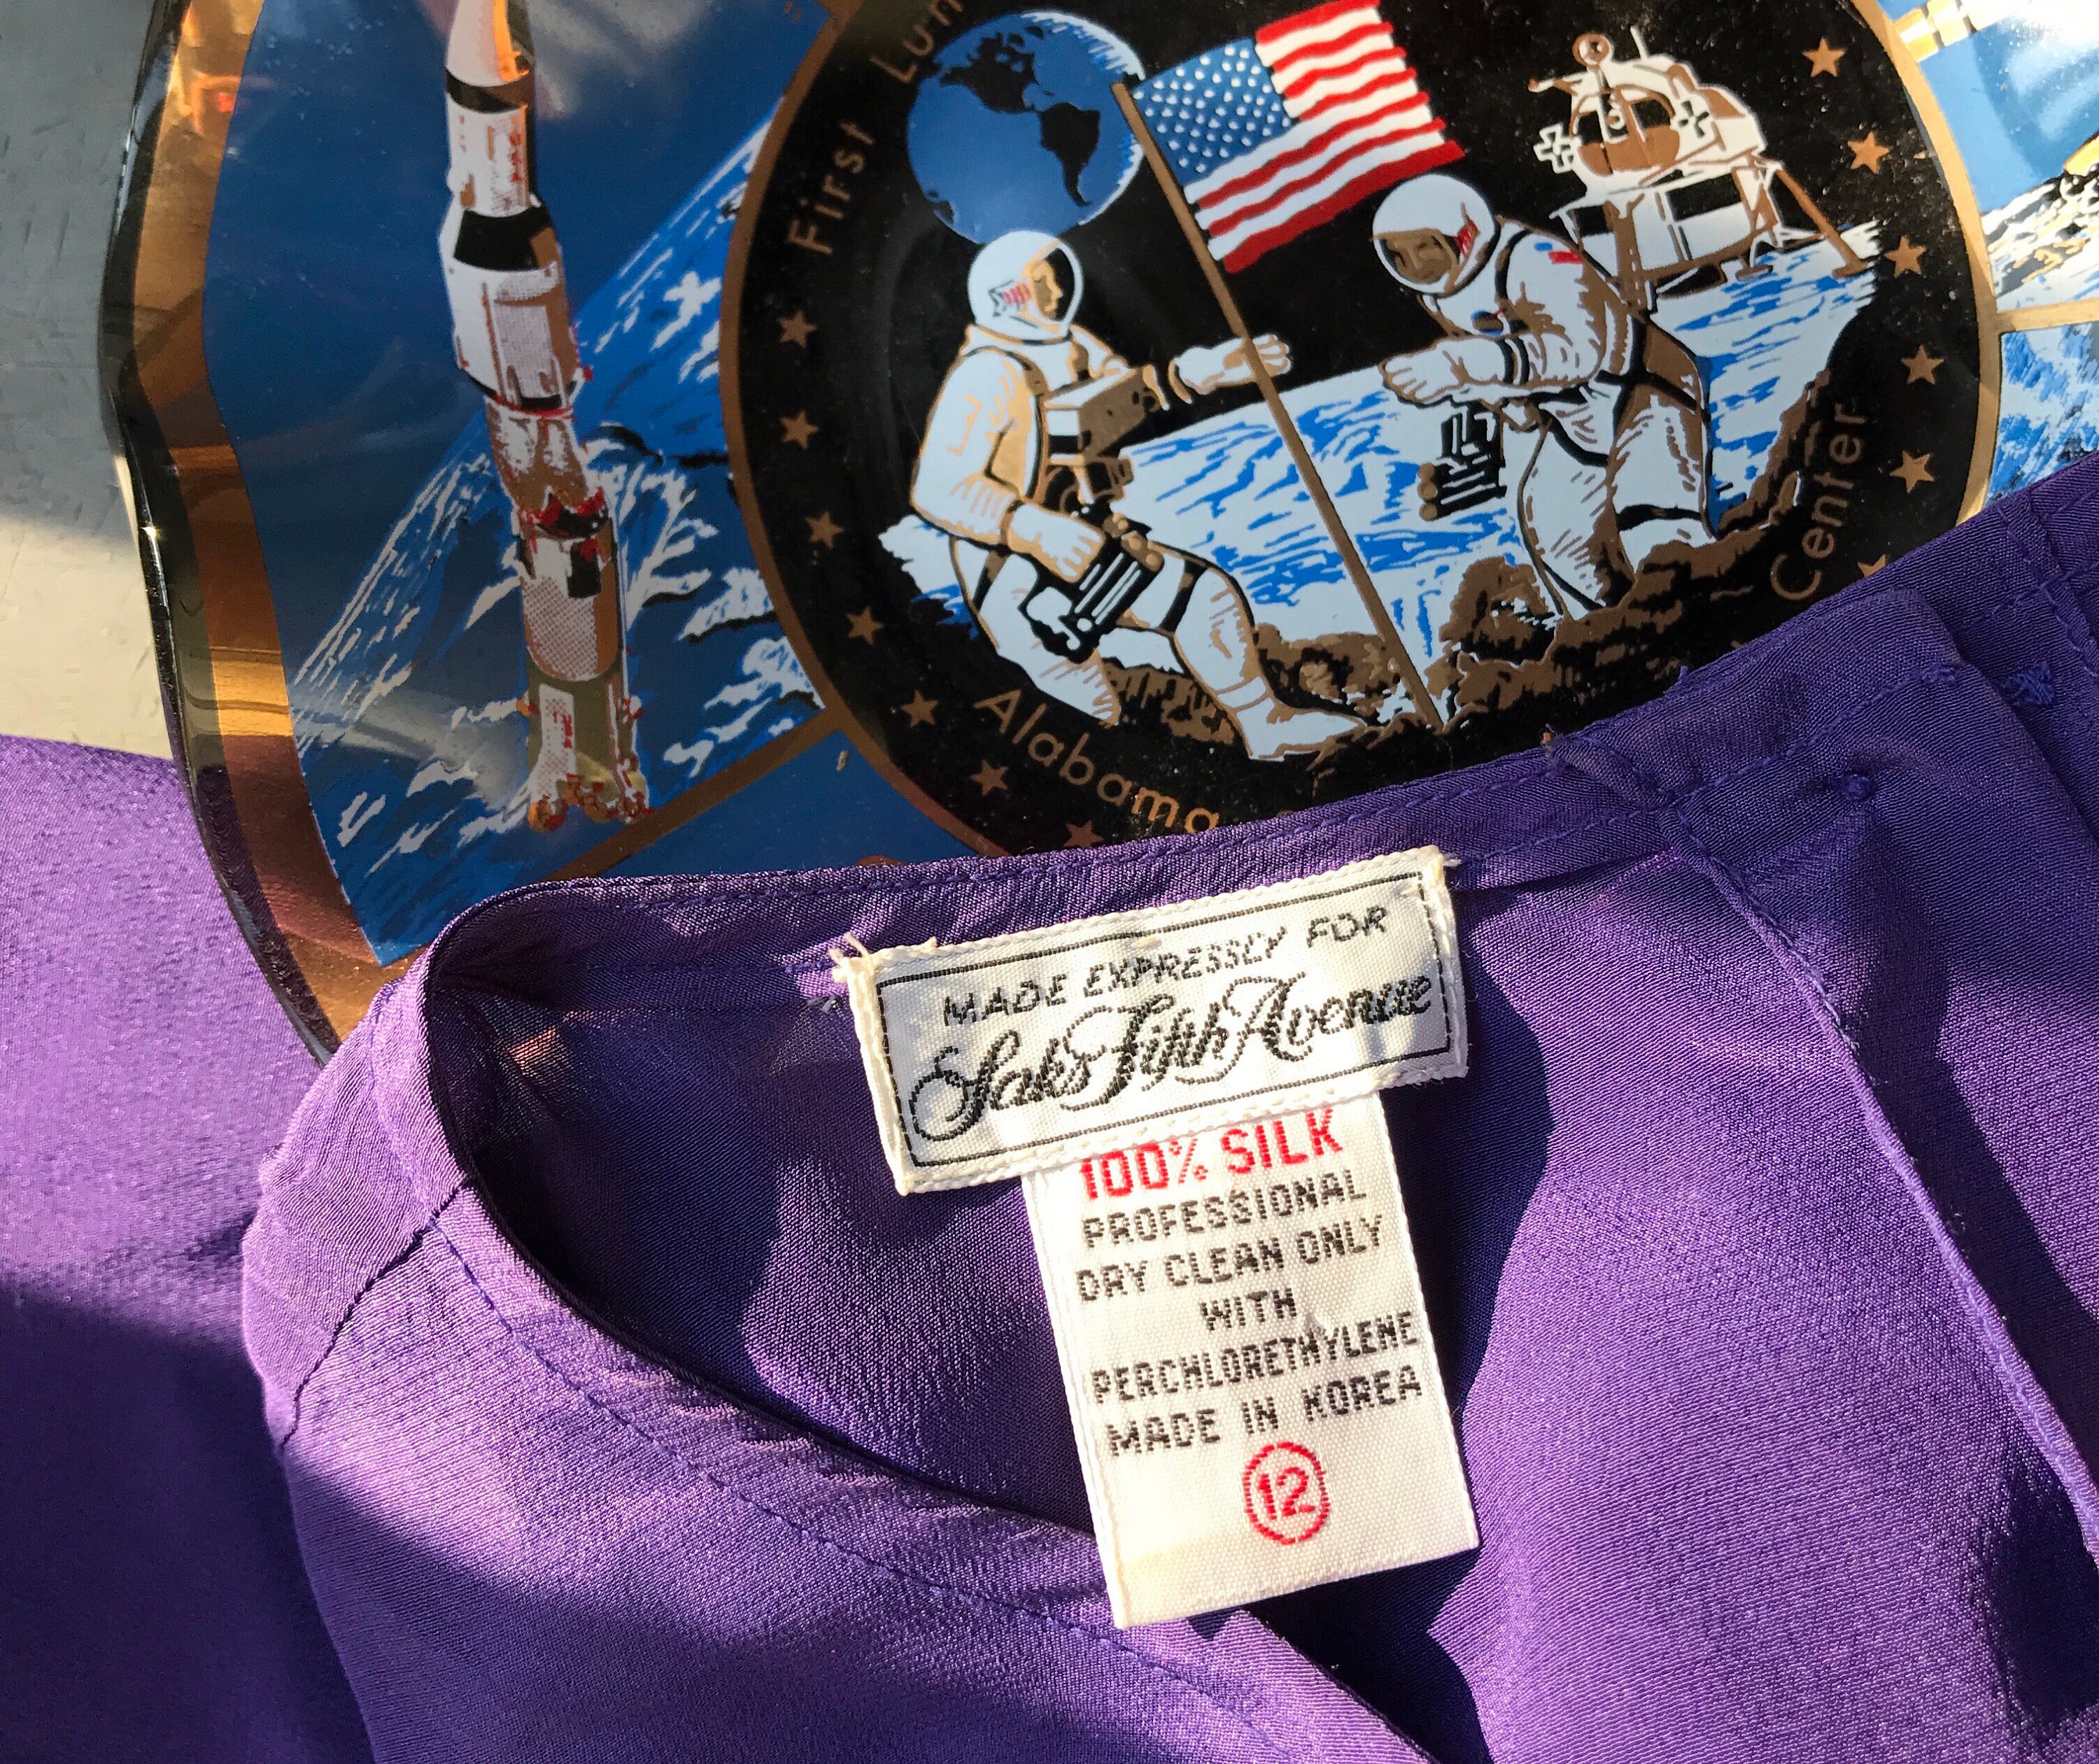 First
Alabama
Center
MADE EXPRESSLY FOR
Saks Fifth Avenue
100% SILK
PROFESSIONAL
DRY CLEAN ONLY
WITH
PERCHLORETHYLENE
MADE IN KOREA
12